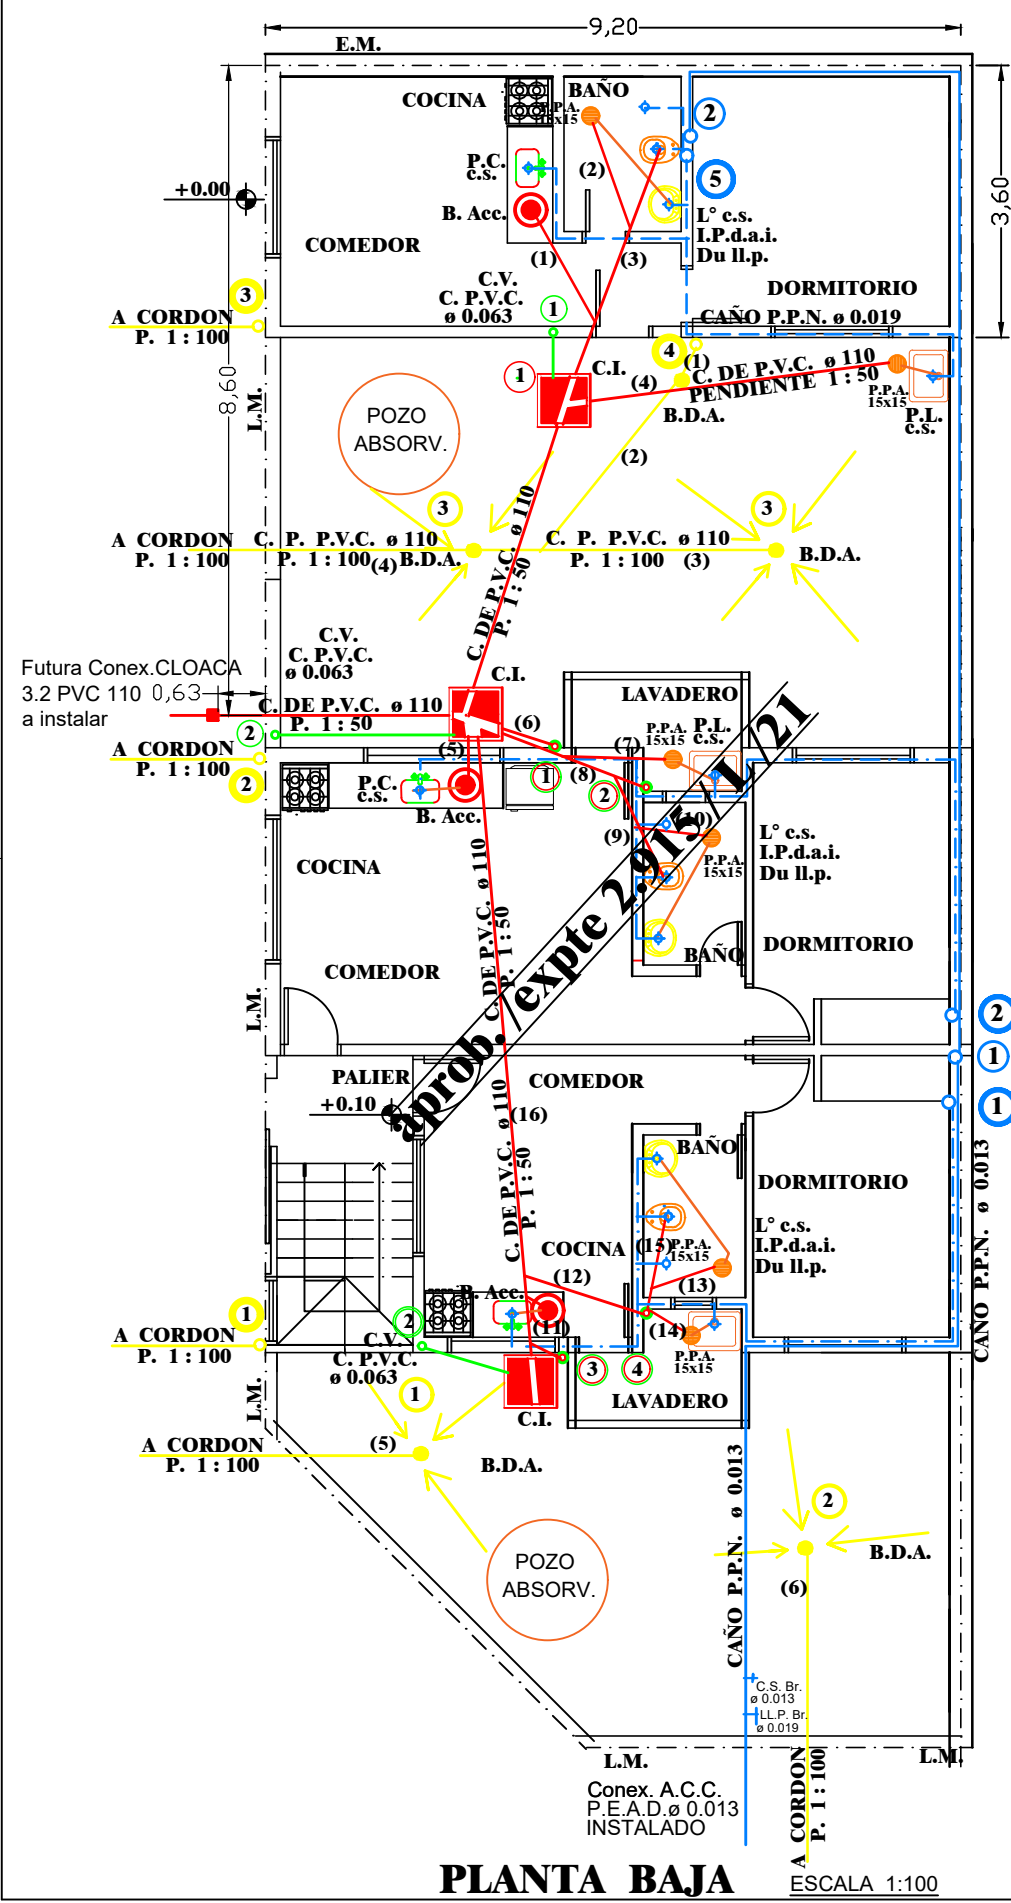 9,20
E.M.
COCINA
BAÑO
P.P.A.
15x15
2
P.C.
c.s.
(2)
5
+0.00
B. Acc.
L° c.s.
I.P.d.a.i.
Du ll.p.
3,60
COMEDOR
(1)
(3)
C.V.
C. P.V.C.
ø 0.063
DORMITORIO
3
1
CAÑO P.P.N. ø 0.019
A CORDON
P. 1 : 100
4
(1)
8,60
1
C.I.
(4)
C. DE P.V.C. ø 110
PENDIENTE 1 : 50
P.P.A.
15x15
L.M.
POZO
ABSORV.
B.D.A.
P.L.
c.s.
(2)
3
3
C. DE P.V.C. ø 110
P. 1 : 50
A CORDON
P. 1 : 100
C. P. P.V.C. ø 110
P. 1 : 100
(4)
B.D.A.
C. P. P.V.C. ø 110
P. 1 : 100
(3)
B.D.A.
C.V.
C. P.V.C.
ø 0.063
Futura Conex.CLOACA
3.2 PVC 110
a instalar
0,63
C.I.
LAVADERO
C. DE P.V.C. ø 110
P. 1 : 50
(6)
2
(5)
A CORDON
P. 1 : 100
2
(7)
P.P.A.
15x15
P.L.
c.s.
(8)
1
2
P.C.
c.s.
B. Acc.
(9)
(10)
L° c.s.
I.P.d.a.i.
Du ll.p.
P.P.A.
15x15
COCINA
C. DE P.V.C. ø 110
P. 1 : 50
aprob. /expte 2.915/ L /21
COMEDOR
BAÑO
DORMITORIO
L.M.
2
1
1
PALIER
COMEDOR
+0.10
(16)
C. DE P.V.C. ø 110
P. 1 : 50
BAÑO
CAÑO P.P.N. ø 0.013
DORMITORIO
L° c.s.
I.P.d.a.i.
Du ll.p.
COCINA
(15)
P.P.A.
15x15
(12)
(13)
B. Acc.
1
2
(11)
(14)
A CORDON
P. 1 : 100
C.V.
C. P.V.C.
ø 0.063
P.P.A.
15x15
3
4
L.M.
1
C.I.
LAVADERO
A CORDON
P. 1 : 100
(5)
B.D.A.
CAÑO P.P.N. ø 0.013
2
B.D.A.
POZO
ABSORV.
(6)
C.S. Br.
ø 0.013
LL.P. Br.
ø 0.019
L.M.
L.M.
A CORDON
P. 1 : 100
Conex. A.C.C.
P.E.A.D.ø 0.013
INSTALADO
PLANTA BAJA
ESCALA 1:100